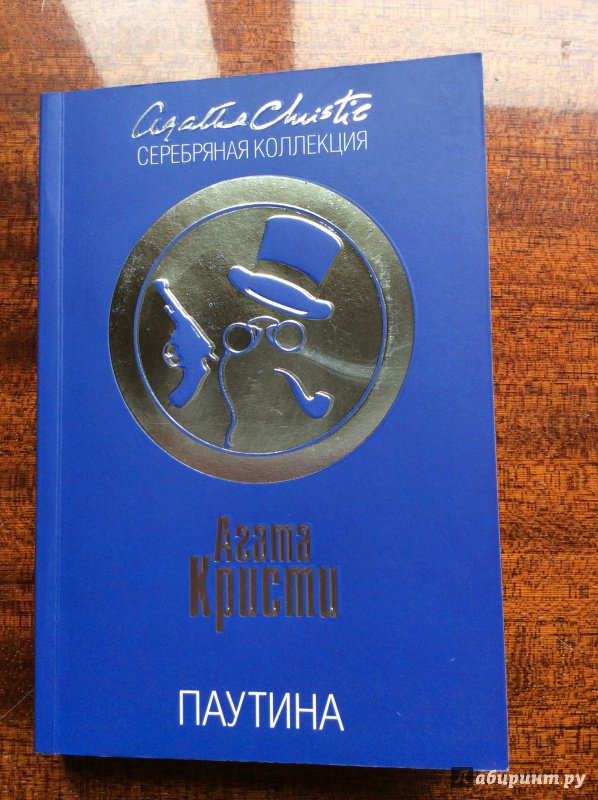 Agatha Christie
СЕРЕБРЯНАЯ КОЛЛЕКЦИЯ
Агата
Кристи
ПАУТИНА
Лабиринт.ру